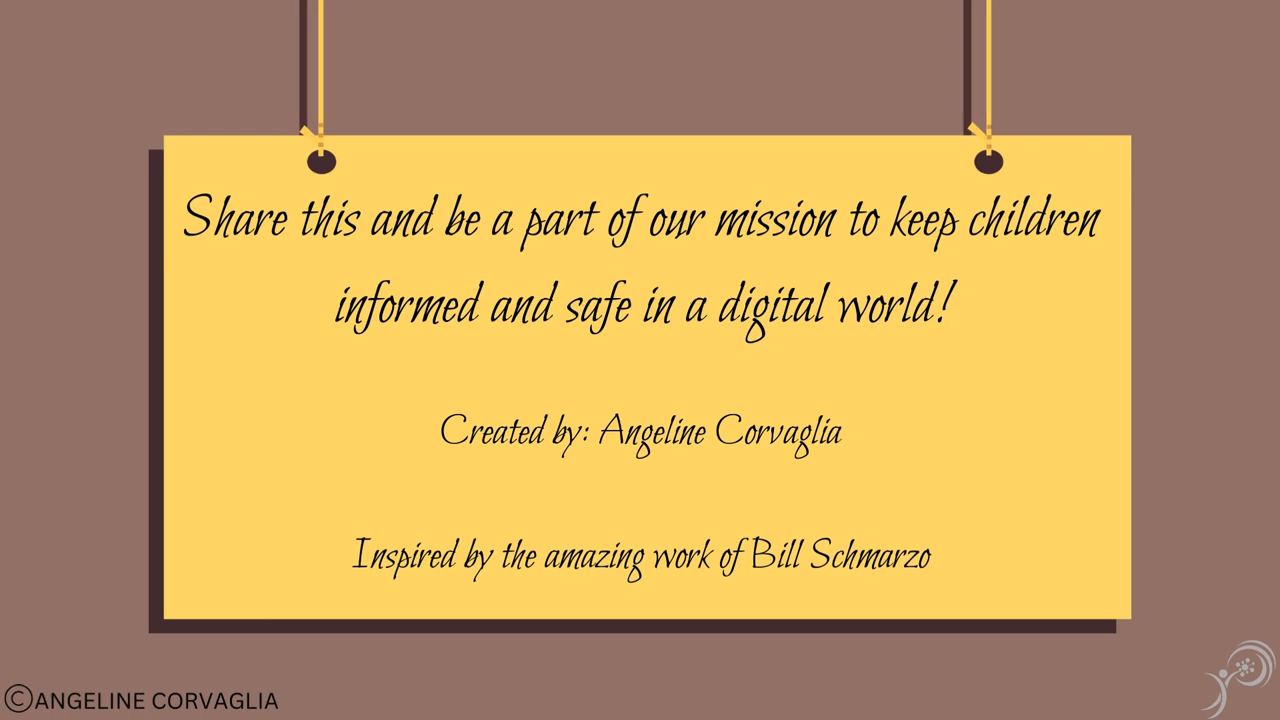 Share this and be a part of our mission to keep children
informed and safe in a digital world!
Created by: Angeline Corvaglia
Inspired by the amazing work of Bill Schmarzo
©ANGELINE CORVAGLIA